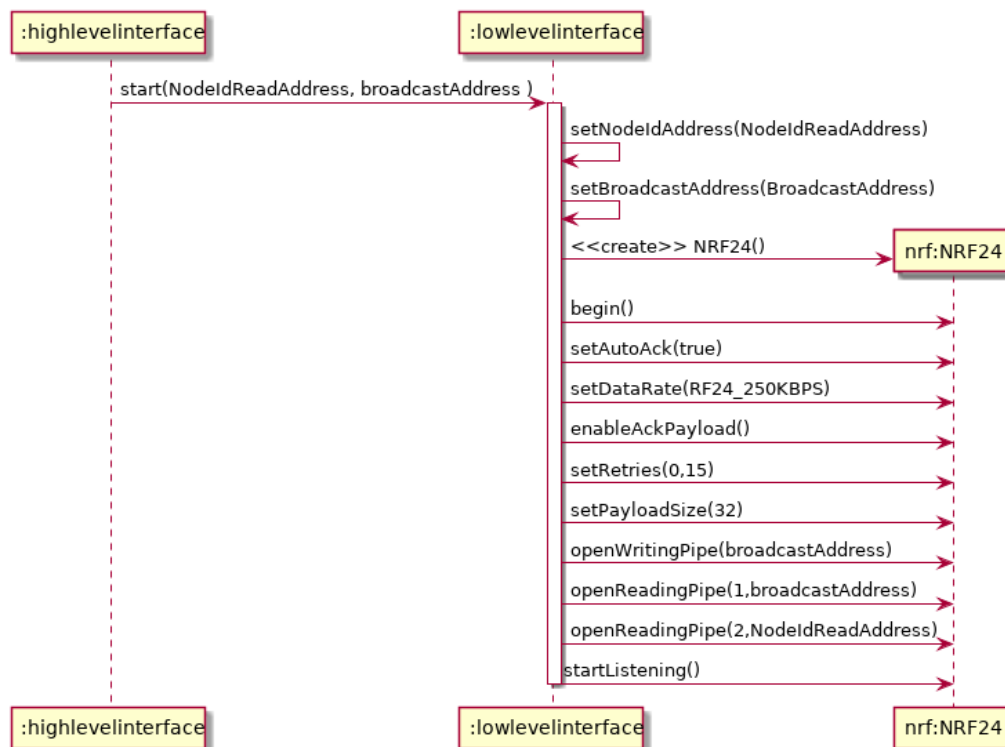 :highlevelinterface
:lowlevelinterface
start(NodeIdReadAddress, broadcastAddress )
setNodeIdAddress(NodeIdReadAddress)
setBroadcastAddress(BroadcastAddress)
<<create>> NRF24()
nrf:NRF24
begin()
setAutoAck(true)
setDataRate(RF24_250KBPS)
enableAckPayload()
setRetries(0,15)
setPayloadSize(32)
openWritingPipe(broadcastAddress)
openReadingPipe(1,broadcastAddress)
openReadingPipe(2,NodeIdReadAddress)
startListening()
:highlevelinterface
:lowlevelinterface
nrf:NRF24